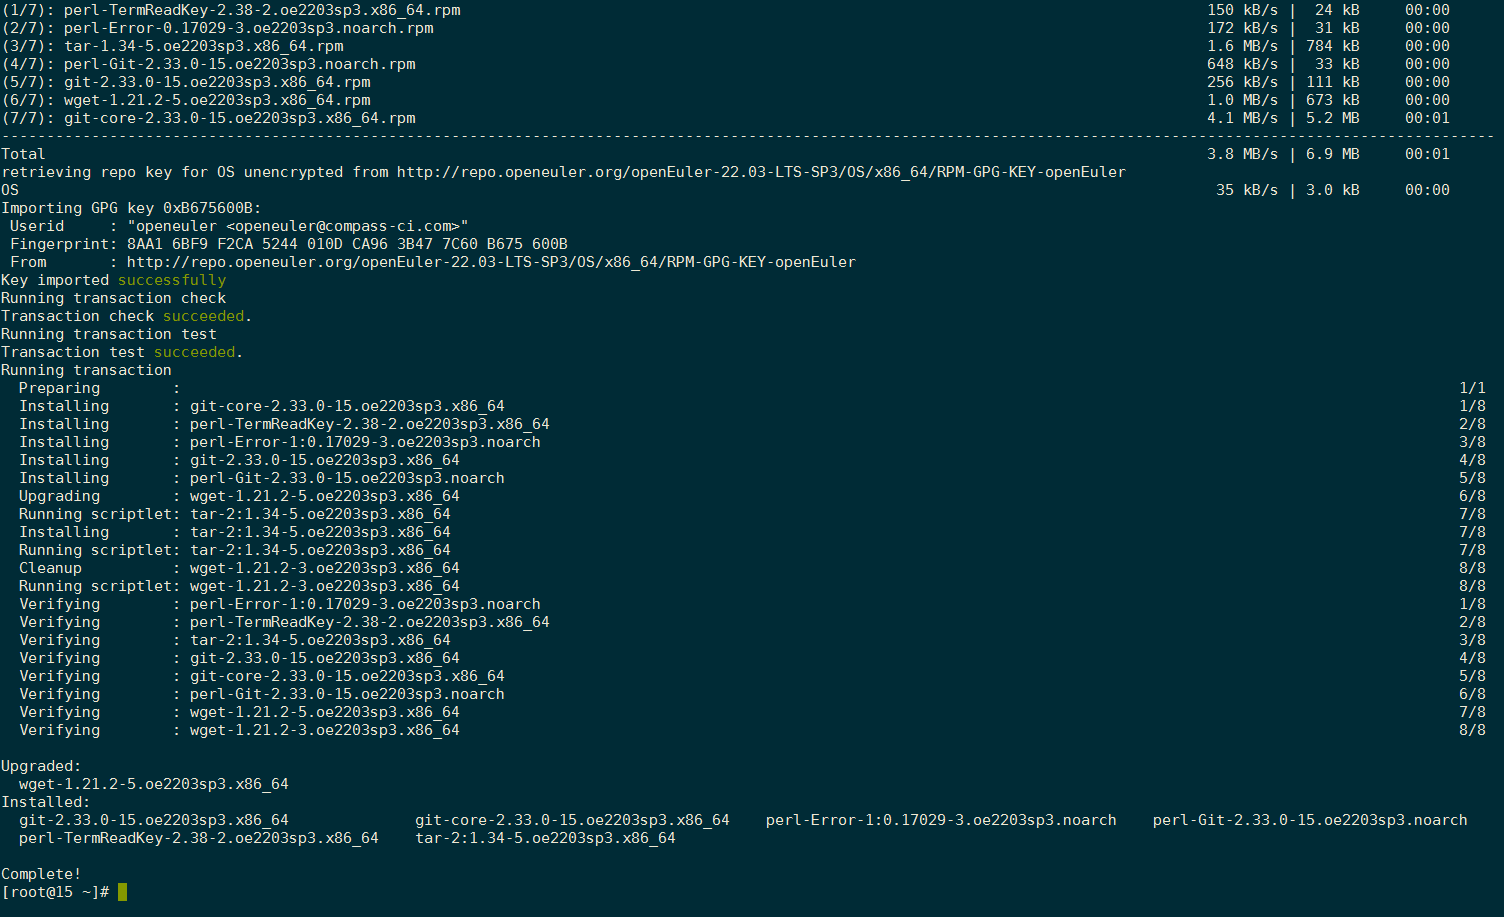 (1/7): perl-TermReadKey-2.38-2.oe2203sp3.x86_64.rpm 150 kB/s | 24 kB 00:00
(2/7): perl-Error-0.17029-3.oe2203sp3.noarch.rpm 172 kB/s | 31 kB 00:00
(3/7): tar-1.34-5.oe2203sp3.x86_64.rpm 1.6 MB/s | 784 kB 00:00
(4/7): perl-Git-2.33.0-15.oe2203sp3.noarch.rpm 648 kB/s | 33 kB 00:00
(5/7): git-2.33.0-15.oe2203sp3.x86_64.rpm 256 kB/s | 111 kB 00:00
(6/7): wget-1.21.2-5.oe2203sp3.x86_64.rpm 1.0 MB/s | 673 kB 00:00
(7/7): git-core-2.33.0-15.oe2203sp3.x86_64.rpm 4.1 MB/s | 5.2 MB 00:01
--------------------------------------------------------------------------------
Total 3.8 MB/s | 6.9 MB 00:01
retrieving repo key for OS unencrypted from http://repo.openeuler.org/openEuler-22.03-LTS-SP3/OS/x86_64/RPM-GPG-KEY-openEuler
OS 35 kB/s | 3.0 kB 00:00
Importing GPG key 0xB675600B:
Userid : "openeuler <openeuler@compass-ci.com>"
Fingerprint: 8AA1 6BF9 F2CA 5244 010D CA96 3B47 7C60 B675 600B
From : http://repo.openeuler.org/openEuler-22.03-LTS-SP3/OS/x86_64/RPM-GPG-KEY-openEuler
Key imported successfully
Running transaction check
Transaction check succeeded.
Running transaction test
Transaction test succeeded.
Running transaction
Preparing : 1/1
Installing : git-core-2.33.0-15.oe2203sp3.x86_64 1/8
Installing : perl-TermReadKey-2.38-2.oe2203sp3.x86_64 2/8
Installing : perl-Error-1:0.17029-3.oe2203sp3.noarch 3/8
Installing : git-2.33.0-15.oe2203sp3.x86_64 4/8
Installing : perl-Git-2.33.0-15.oe2203sp3.noarch 5/8
Upgrading : wget-1.21.2-5.oe2203sp3.x86_64 6/8
Running scriptlet: tar-2:1.34-5.oe2203sp3.x86_64 7/8
Installing : tar-2:1.34-5.oe2203sp3.x86_64 7/8
Running scriptlet: tar-2:1.34-5.oe2203sp3.x86_64 7/8
Cleanup : wget-1.21.2-3.oe2203sp3.x86_64 8/8
Running scriptlet: wget-1.21.2-3.oe2203sp3.x86_64 8/8
Verifying : perl-Error-1:0.17029-3.oe2203sp3.noarch 1/8
Verifying : perl-TermReadKey-2.38-2.oe2203sp3.x86_64 2/8
Verifying : tar-2:1.34-5.oe2203sp3.x86_64 3/8
Verifying : git-2.33.0-15.oe2203sp3.x86_64 4/8
Verifying : git-core-2.33.0-15.oe2203sp3.x86_64 5/8
Verifying : perl-Git-2.33.0-15.oe2203sp3.noarch 6/8
Verifying : wget-1.21.2-5.oe2203sp3.x86_64 7/8
Verifying : wget-1.21.2-3.oe2203sp3.x86_64 8/8
Upgraded:
wget-1.21.2-5.oe2203sp3.x86_64
Installed:
git-2.33.0-15.oe2203sp3.x86_64 git-core-2.33.0-15.oe2203sp3.x86_64 perl-Error-1:0.17029-3.oe2203sp3.noarch perl-Git-2.33.0-15.oe2203sp3.noarch
perl-TermReadKey-2.38-2.oe2203sp3.x86_64 tar-2:1.34-5.oe2203sp3.x86_64
Complete!
[root@15 ~]#